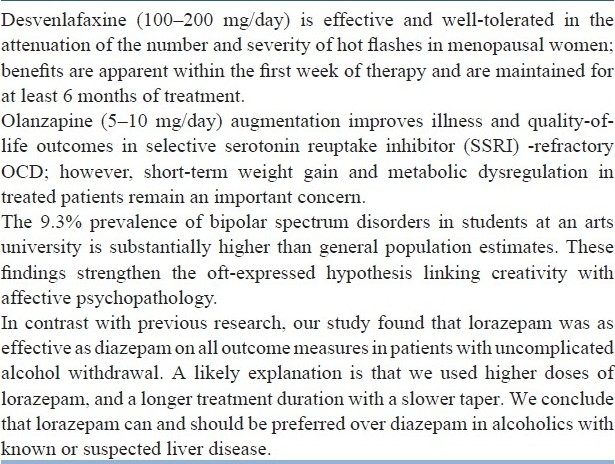 Desvenlafaxine (100–200 mg/day) is effective and well-tolerated in the
attenuation of the number and severity of hot flashes in menopausal women;
benefits are apparent within the first week of therapy and are maintained for
at least 6 months of treatment.
Olanzapine (5–10 mg/day) augmentation improves illness and quality-of-
life outcomes in selective serotonin reuptake inhibitor (SSRI) -refractory
OCD; however, short-term weight gain and metabolic dysregulation in
treated patients remain an important concern.
The 9.3% prevalence of bipolar spectrum disorders in students at an arts
university is substantially higher than general population estimates. These
findings strengthen the oft-expressed hypothesis linking creativity with
affective psychopathology.
In contrast with previous research, our study found that lorazepam was as
effective as diazepam on all outcome measures in patients with uncomplicated
alcohol withdrawal. A likely explanation is that we used higher doses of
lorazepam, and a longer treatment duration with a slower taper. We conclude
that lorazepam can and should be preferred over diazepam in alcoholics with
known or suspected liver disease.